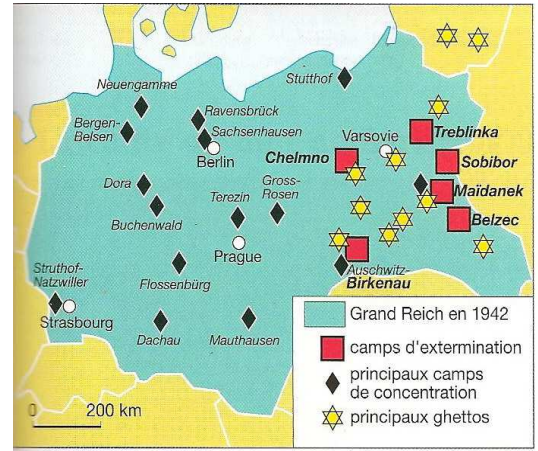 Neuengamme
Stutthof
Ravensbrück
Bergen-
Belsen
Sachsenhausen
Berlin
Varsovie
Treblinka
Chelmno
Sobibor
Dora
Terezin
Gross-
Rosen
Maïdanek
Buchenwald
Belzec
Prague
Struthof-
Natzwiller
Flossenbürg
Auschwitz-
Birkenau
Strasbourg
Dachau
Mauthausen
0 200 km
Grand Reich en 1942
camps d'extermination
principaux camps
de concentration
principaux ghettos